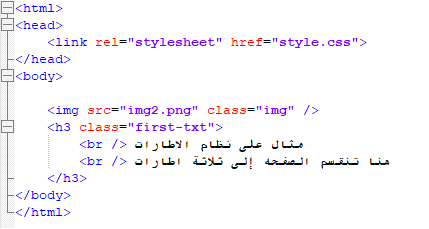 <html>
<head>
<link rel="stylesheet" href="style.css">
</head>
<body>
<img src="img2.png" class="img" />
<h3 class="first-txt">
<br /> مثال على نظام الاطارات
<br /> هنا تنقسم الصفحه إلى ثلاثة اطارات
</h3>
</body>
</html>